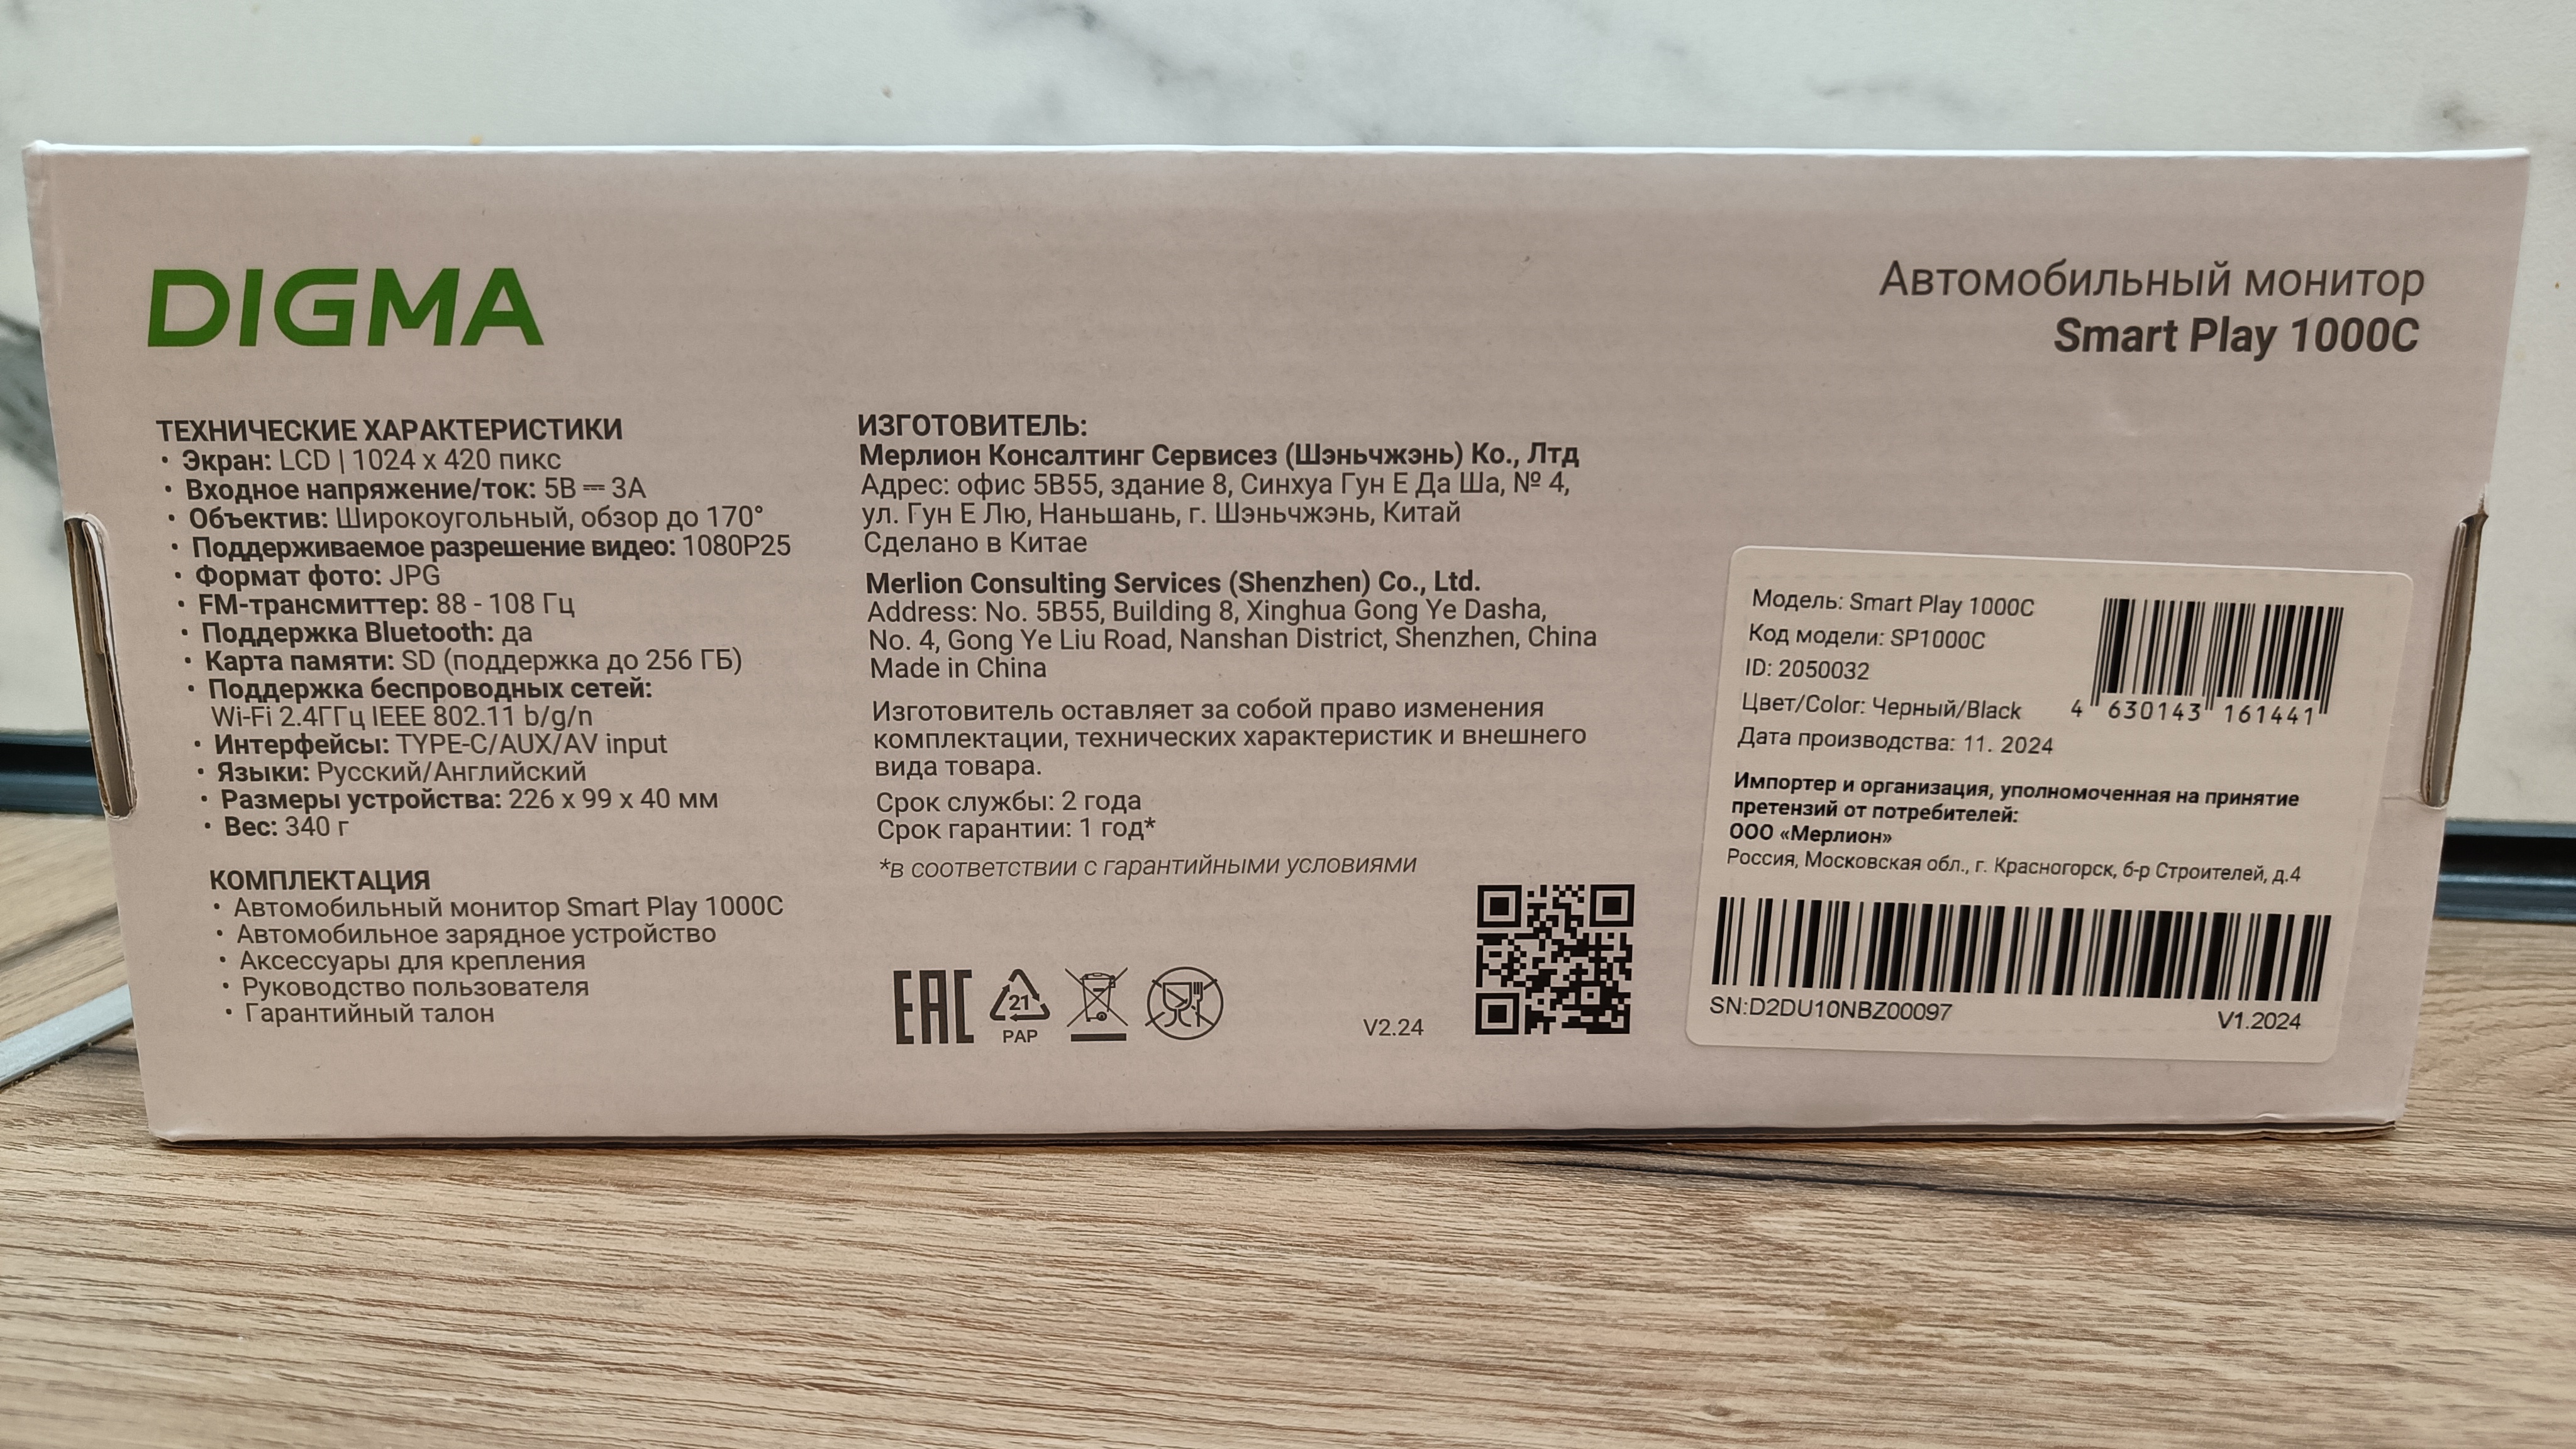 DIGMA
Автомобильный монитор
Smart Play 1000C
ТЕХНИЧЕСКИЕ ХАРАКТЕРИСТИКИ
• Экран: LCD | 1024 x 420 пикс
• Входное напряжение/ток: 5В ⎓ 3А
• Объектив: Широкоугольный, обзор до 170°
• Поддерживаемое разрешение видео: 1080P25
• Формат фото: JPG
• FM-трансмиттер: 88 - 108 Гц
• Поддержка Bluetooth: да
• Карта памяти: SD (поддержка до 256 ГБ)
• Поддержка беспроводных сетей:
Wi-Fi 2.4ГГц IEEE 802.11 b/g/n
• Интерфейсы: TYPE-C/AUX/AV input
• Языки: Русский/Английский
• Размеры устройства: 226 x 99 x 40 мм
• Вес: 340 г
КОМПЛЕКТАЦИЯ
• Автомобильный монитор Smart Play 1000C
• Автомобильное зарядное устройство
• Аксессуары для крепления
• Руководство пользователя
• Гарантийный талон
ИЗГОТОВИТЕЛЬ:
Мерлион Консалтинг Сервисез (Шэньчжэнь) Ко., Лтд
Адрес: офис 5B55, здание 8, Синхуа Гун Е Да Ша, № 4,
ул. Гун Е Лю, Наньшань, г. Шэньчжэнь, Китай
Сделано в Китае
Merlion Consulting Services (Shenzhen) Co., Ltd.
Address: No. 5B55, Building 8, Xinghua Gong Ye Dasha,
No. 4, Gong Ye Liu Road, Nanshan District, Shenzhen, China
Made in China
Изготовитель оставляет за собой право изменения
комплектации, технических характеристик и внешнего
вида товара.
Срок службы: 2 года
Срок гарантии: 1 год*
*в соответствии с гарантийными условиями
EAC
21
PAP
V2.24
Модель: Smart Play 1000C
Код модели: SP1000C
ID: 2050032
Цвет/Color: Черный/Black
Дата производства: 11. 2024
4 630143 161441
Импортер и организация, уполномоченная на принятие
претензий от потребителей:
ООО «Мерлион»
Россия, Московская обл., г. Красногорск, б-р Строителей, д.4
SN:D2DU10NBZ00097
V1.2024